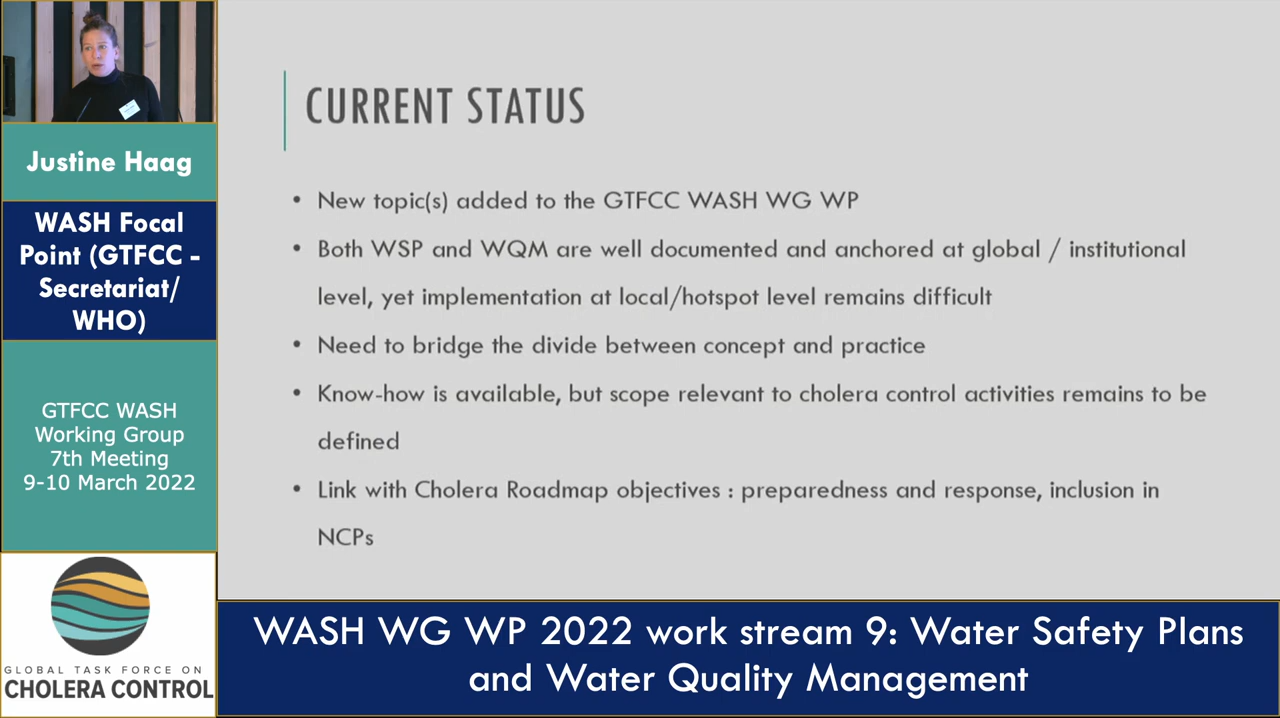 Justine Haag
WASH Focal
Point (GTFCC -
Secretariat/
WHO)
GTFCC WASH
Working Group
7th Meeting
9-10 March 2022
GLOBAL TASK FORCE ON
CHOLERA CONTROL
CURRENT STATUS
• New topic(s) added to the GTFCC WASH WG WP
• Both WSP and WQM are well documented and anchored at global / institutional
level, yet implementation at local/hotspot level remains difficult
• Need to bridge the divide between concept and practice
• Know-how is available, but scope relevant to cholera control activities remains to be
defined
• Link with Cholera Roadmap objectives : preparedness and response, inclusion in
NCPs
WASH WG WP 2022 work stream 9: Water Safety Plans
and Water Quality Management